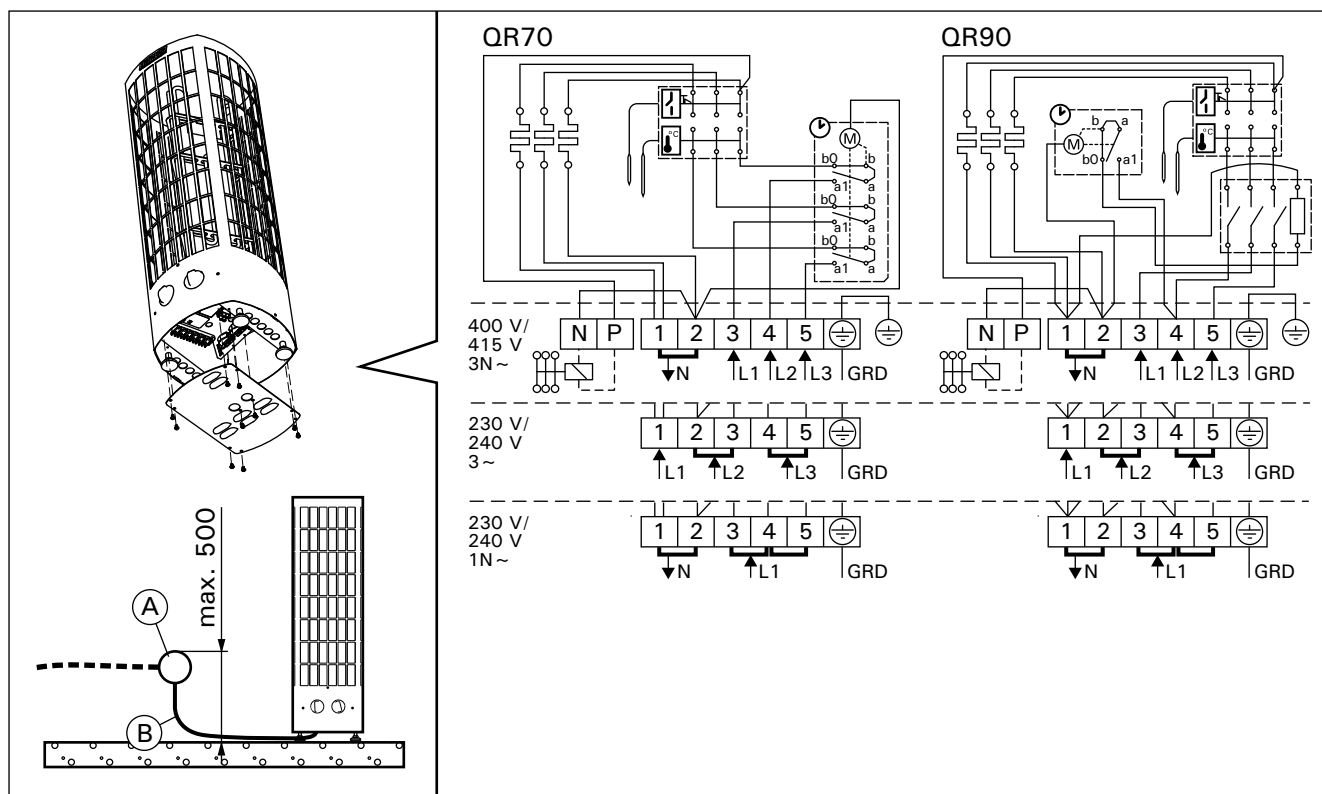 QR70
QR90
°C
M
b0
b
a1
a
b0
b
a1
a
b0
b
a1
a
M
b
a
b0
a1
°C
400 V/
415 V
3N~
N P
1 2 3 4 5
N L1 L2 L3 GRD
N P
1 2 3 4 5
N L1 L2 L3 GRD
230 V/
240 V
3~
1 2 3 4 5
L1 L2 L3 GRD
1 2 3 4 5
L1 L2 L3 GRD
230 V/
240 V
1N~
1 2 3 4 5
N L1 GRD
1 2 3 4 5
N L1 GRD
max. 500
A
B